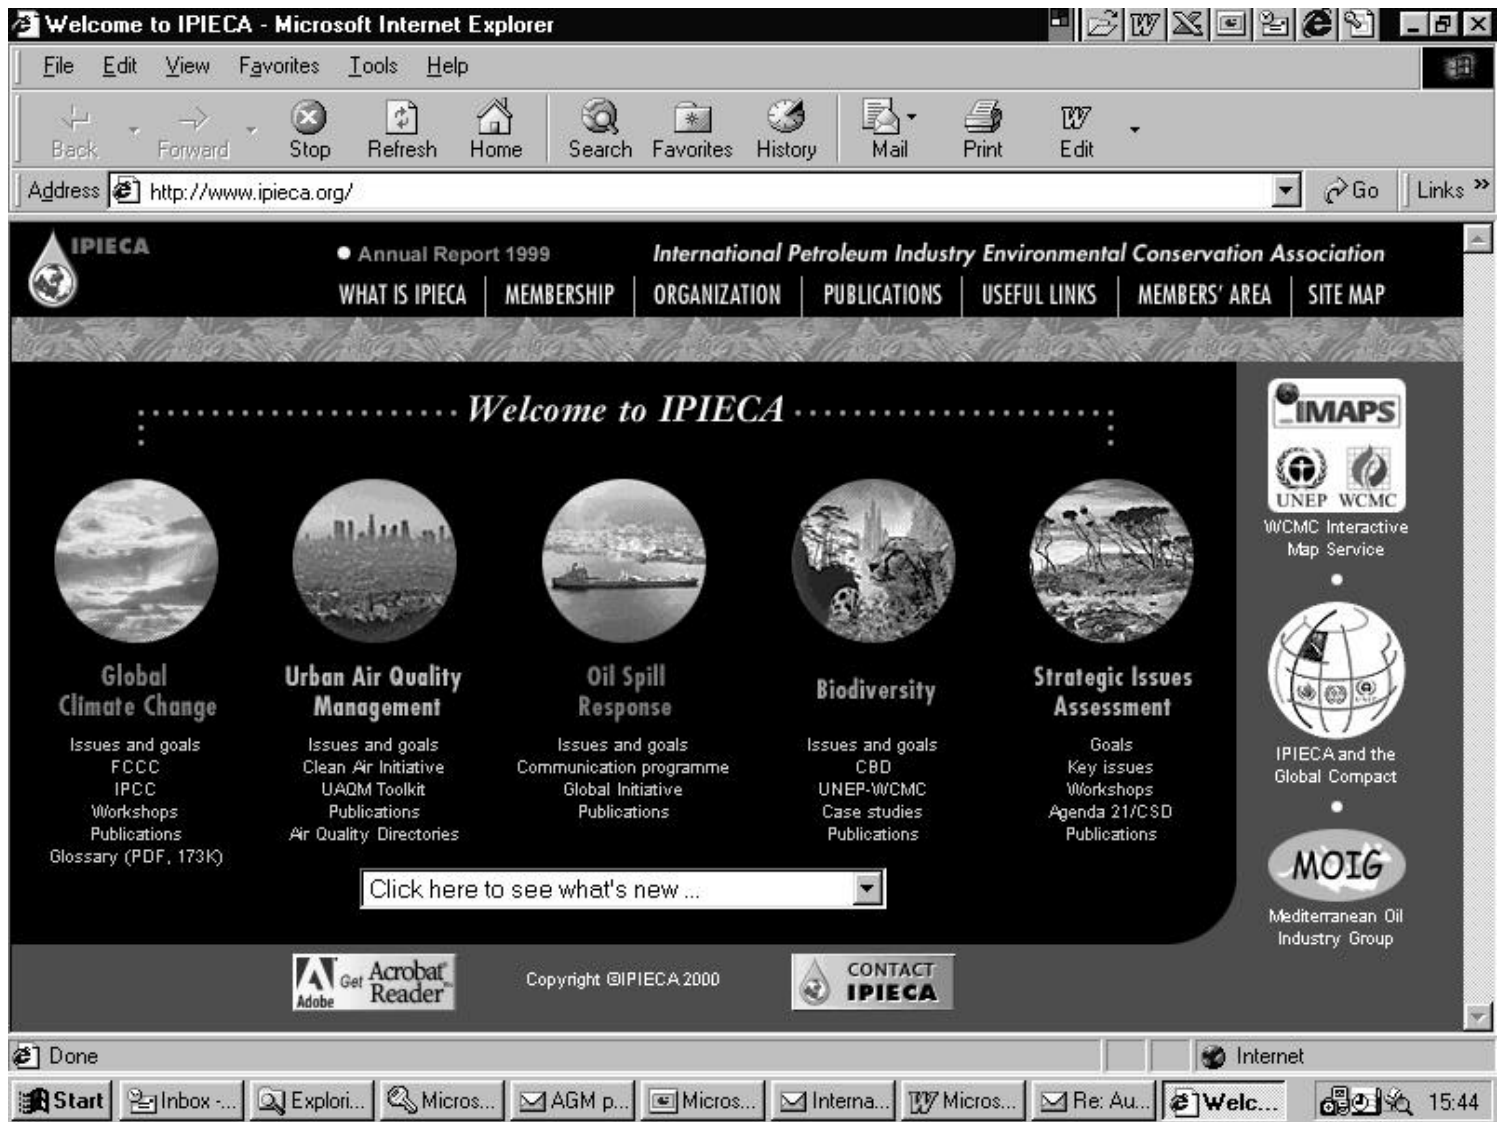 Welcome to IPIECA - Microsoft Internet Explorer
File Edit View Favorites Tools Help
Back Forward Stop Refresh Home Search Favorites History Mail Print Edit
Address http://www.ipieca.org/ Go Links »
IPIECA
Annual Report 1999 International Petroleum Industry Environmental Conservation Association
WHAT IS IPIECA MEMBERSHIP ORGANIZATION PUBLICATIONS USEFUL LINKS MEMBERS' AREA SITE MAP
Welcome to IPIECA
Global
Climate Change
Issues and goals
FCCC
IPCC
Workshops
Publications
Glossary (PDF, 173K)
Urban Air Quality
Management
Issues and goals
Clean Air Initiative
UAQM Toolkit
Publications
Air Quality Directories
Oil Spill
Response
Issues and goals
Communication programme
Global Initiative
Publications
Biodiversity
Issues and goals
CBD
UNEP-WCMC
Case studies
Publications
Strategic Issues
Assessment
Goals
Key issues
Workshops
Agenda 21/CSD
Publications
IMAPS
UNEP WCMC
WCMC Interactive
Map Service
IPIECA and the
Global Compact
MOIG
Mediterranean Oil
Industry Group
Click here to see what's new ...
Adobe Get Acrobat Reader
Copyright ©IPIECA 2000
CONTACT
IPIECA
Done Internet
Start Inbox -... Explori... Micros... AGM p... Micros... Interna... Micros... Re: Au... Welc... 15:44